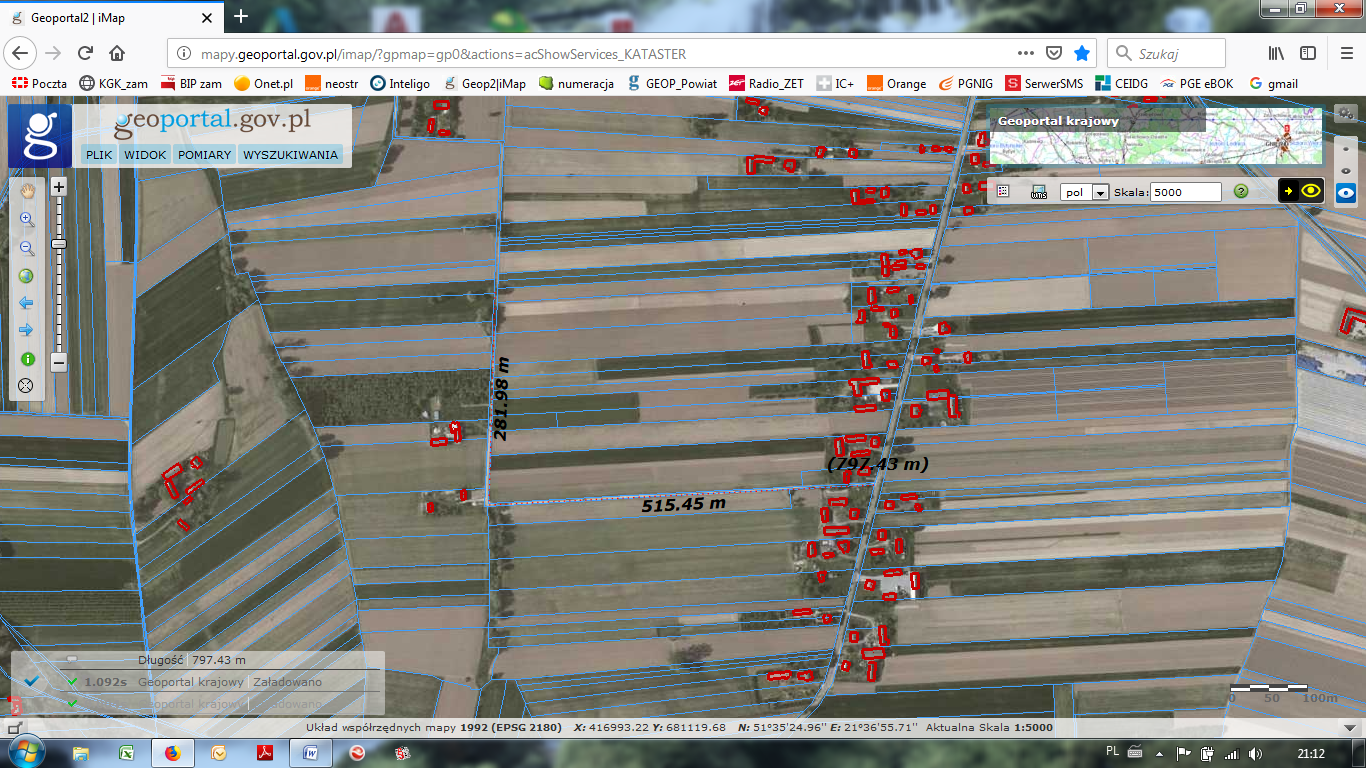 Geoportal2 | iMap
mapy.geoportal.gov.pl/imap/?gpmap=gp0&actions=acShowServices_KATASTER
Szukaj
Poczta KGK_zam BIP zam Onet.pl neostr Inteligo Geop2|iMap numeracja GEOP_Powiat Radio_ZET IC+ Orange PGNIG SerwerSMS CEIDG PGE eBOK gmail
geoportal.gov.pl
PLIK WIDOK POMIARY WYSZUKIWANIA
Geoportal krajowy
pol Skala: 5000
281.98 m
(797.43 m)
515.45 m
Długość 797.43 m
1.092s Geoportal krajowy Załadowano
Geoportal krajowy Załadowano
0 50 100m
Układ współrzędnych mapy 1992 (EPSG 2180) X: 416993.22 Y: 681119.68 N: 51°35'24.96'' E: 21°36'55.71'' Aktualna Skala 1:5000
PL 21:12